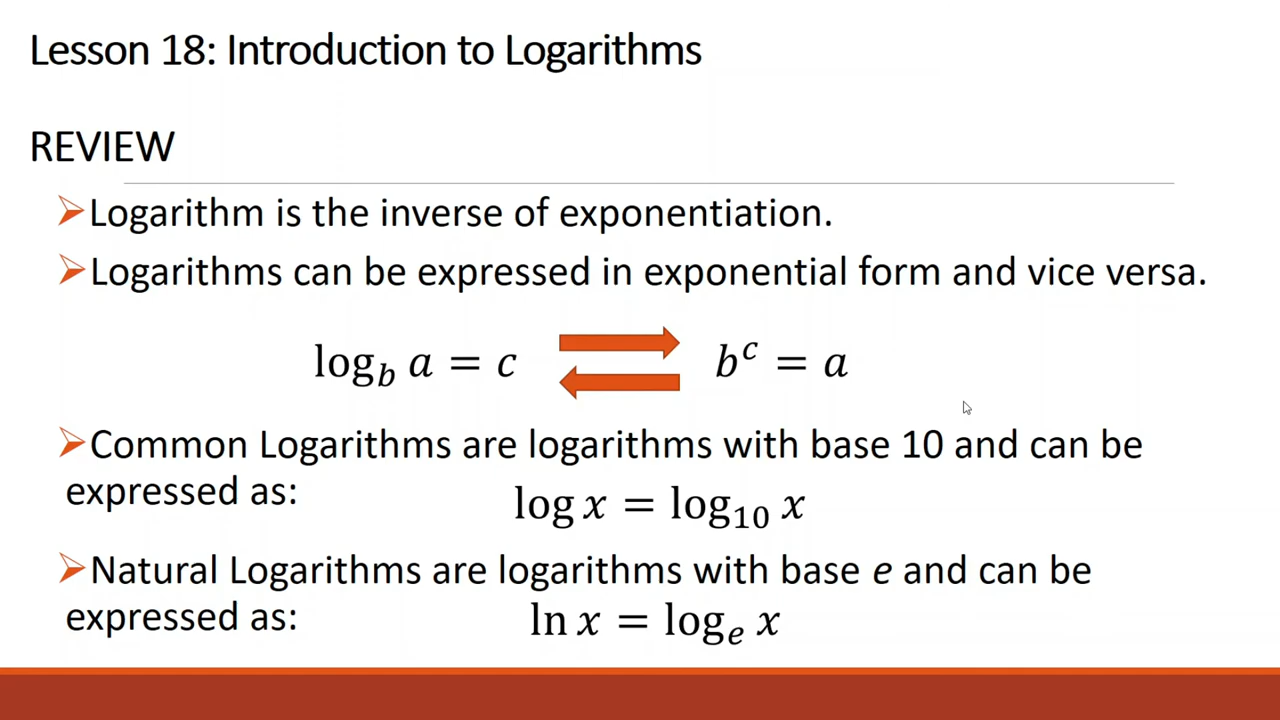 Lesson 18: Introduction to Logarithms
REVIEW
➢Logarithm is the inverse of exponentiation.
➢Logarithms can be expressed in exponential form and vice versa.
log_b a = c b^c = a
➢Common Logarithms are logarithms with base 10 and can be
expressed as: log x = log_10 x
➢Natural Logarithms are logarithms with base e and can be
expressed as: ln x = log_e x